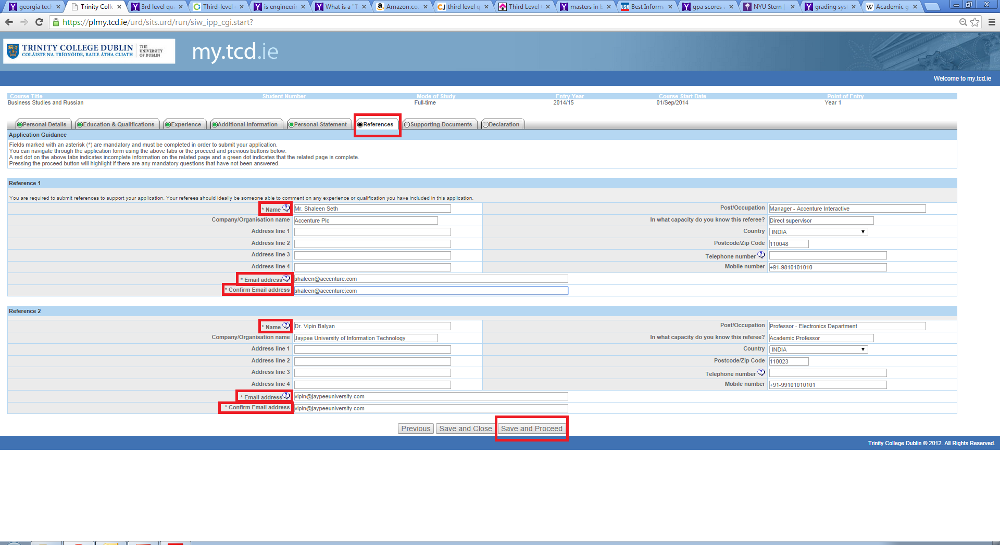 georgia tec
Trinity Colle
3rd level qu
Third-level
is engineerin
What is a "T
Amazon.co.
third level q
Third Level
masters in b
Best Inform
gpa scores
NYU Stern |
grading sys
Academic g
https://plmy.tcd.ie/urd/sits.urd/run/siw_ipp_cgi.start?
TRINITY COLLEGE DUBLIN
COLÁISTE NA TRÍONÓIDE, BAILE ÁTHA CLIATH
THE
UNIVERSITY
OF DUBLIN
my.tcd.ie
Welcome to my.tcd.ie
Course Title Student Number Mode of Study Entry Year Course Start Date Point of Entry
Business Studies and Russian Full-time 2014/15 01/Sep/2014 Year 1
Personal Details Education & Qualifications Experience Additional Information Personal Statement References Supporting Documents Declaration
Application Guidance
Fields marked with an asterisk (*) are mandatory and must be completed in order to submit your application.
You can navigate through the application form using the above tabs or the proceed and previous buttons below.
A red dot on the above tabs indicates incomplete information on the related page and a green dot indicates that the related page is complete.
Pressing the proceed button will highlight if there are any mandatory questions that have not been answered.
Reference 1
You are required to submit references to support your application. Your referees should ideally be someone able to comment on any experience or qualification you have included in this application.
* Name ? Mr. Shaleen Seth Post/Occupation Manager - Accenture Interactive
Company/Organisation name Accenture Plc In what capacity do you know this referee? Direct supervisor
Address line 1 Country INDIA
Address line 2 Postcode/Zip Code 110048
Address line 3 Telephone number ?
Address line 4 Mobile number +91-9810101010
* Email address ? shaleen@accenture.com
* Confirm Email address shaleen@accenture.com
Reference 2
* Name ? Dr. Vipin Balyan Post/Occupation Professor - Electronics Department
Company/Organisation name Jaypee University of Information Technology In what capacity do you know this referee? Academic Professor
Address line 1 Country INDIA
Address line 2 Postcode/Zip Code 110023
Address line 3 Telephone number ?
Address line 4 Mobile number +91-99101010101
* Email address ? vipin@jaypeeuniversity.com
* Confirm Email address vipin@jaypeeuniversity.com
Previous Save and Close Save and Proceed
Trinity College Dublin © 2012. All Rights Reserved.